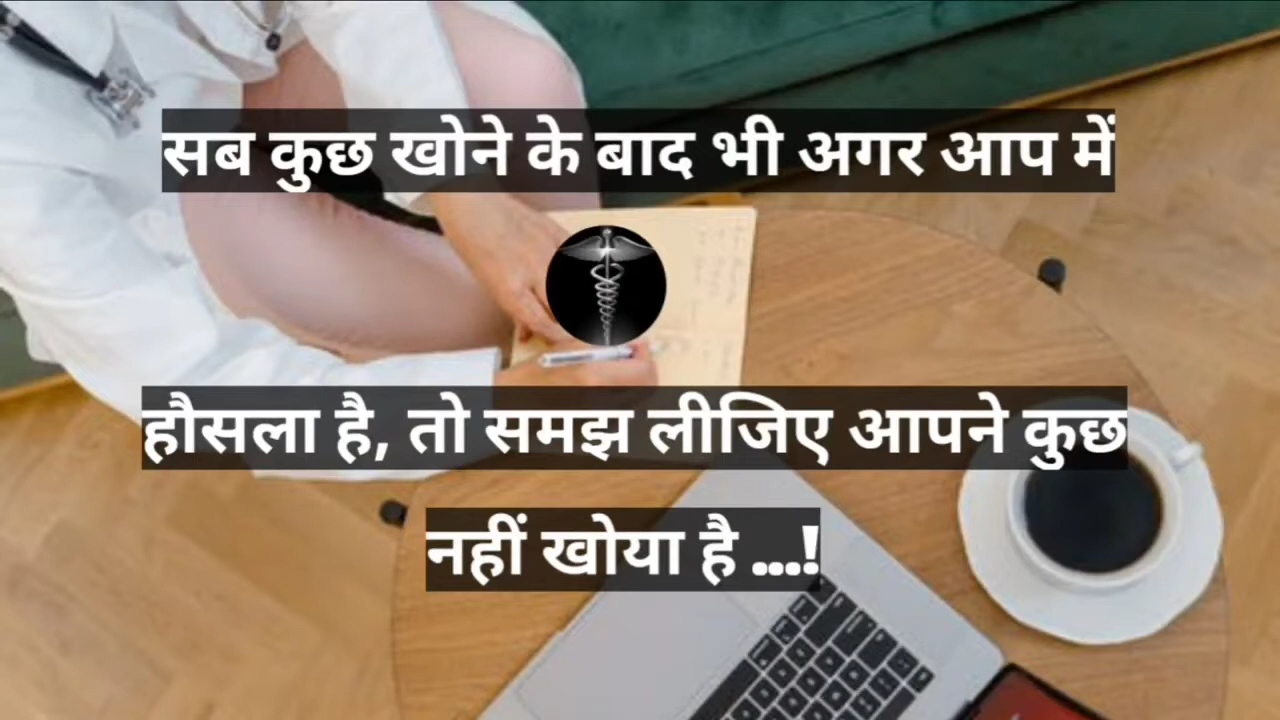 सब कुछ खोने के बाद भी अगर आप में
हौसला है, तो समझ लीजिए आपने कुछ
नहीं खोया है ...!